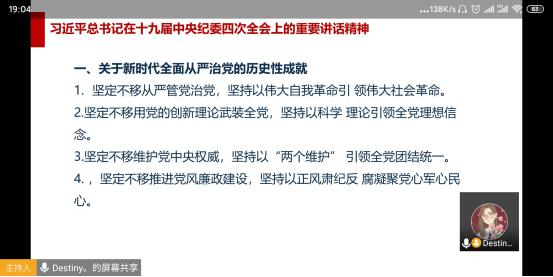 19:04
...138K/s
63
习近平总书记在十九届中央纪委四次全会上的重要讲话精神
一、关于新时代全面从严治党的历史性成就
1．坚定不移从严管党治党，坚持以伟大自我革命引 领伟大社会革命。
2.坚定不移用党的创新理论武装全党，坚持以科学 理论引领全党理想信
念。
3.坚定不移维护党中央权威，坚持以“两个维护” 引领全党团结统一。
4．，坚定不移推进党风廉政建设，坚持以正风肃纪反 腐凝聚党心军心民
心。
Destin...
主持人 Destiny。的屏幕共享